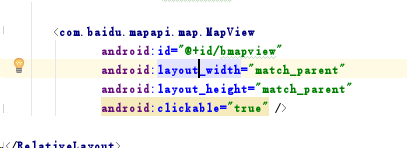 <com.baidu.mapapi.map.MapView
android:id="@+id/bmapview"
android:layout_width="match_parent"
android:layout_height="match_parent"
android:clickable="true" />
</RelativeLayout>